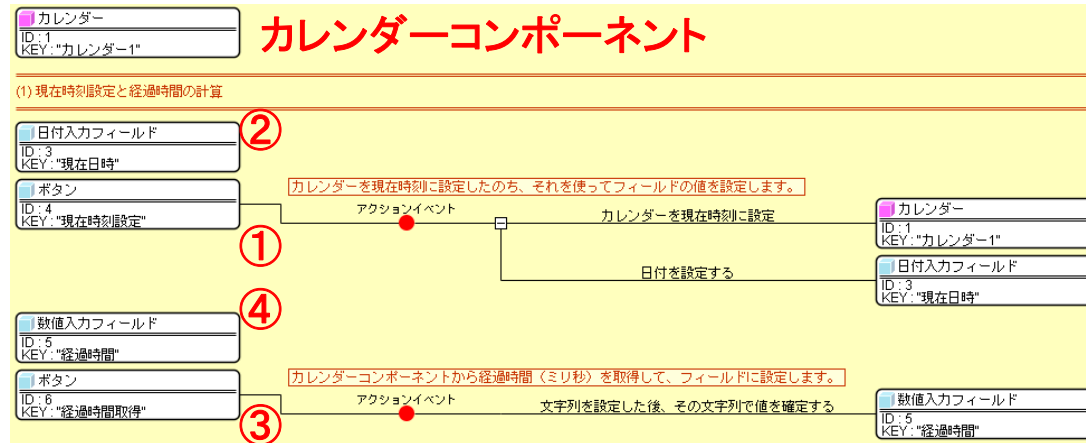 カレンダー
ID : 1
KEY : "カレンダー1"
カレンダーコンポーネント
(1) 現在時刻設定と経過時間の計算
日付入力フィールド
ID : 3
KEY : "現在日時"
②
ボタン
ID : 4
KEY : "現在時刻設定"
①
カレンダーを現在時刻に設定したのち、それを使ってフィールドの値を設定します。
アクションイベント
カレンダーを現在時刻に設定
カレンダー
ID : 1
KEY : "カレンダー1"
日付を設定する
日付入力フィールド
ID : 3
KEY : "現在日時"
④
数値入力フィールド
ID : 5
KEY : "経過時間"
ボタン
ID : 6
KEY : "経過時間取得"
③
カレンダーコンポーネントから経過時間（ミリ秒）を取得して、フィールドに設定します。
アクションイベント
文字列を設定した後、その文字列で値を確定する
数値入力フィールド
ID : 5
KEY : "経過時間"